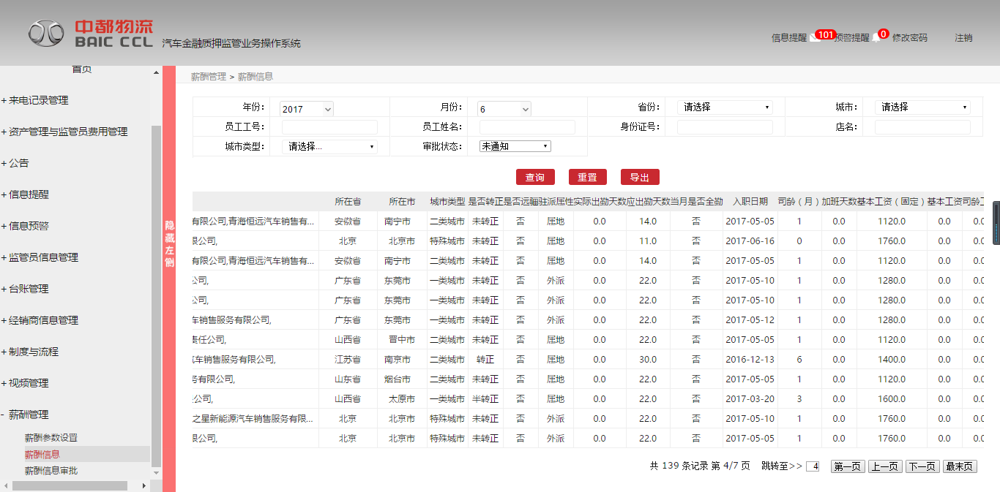 中都物流
BAIC CCL
汽车金融质押监管业务操作系统
信息提醒 101 预警提醒 0 修改密码 注销
首页
+ 来电记录管理
+ 资产管理与监管员费用管理
+ 公告
+ 信息提醒
+ 信息预警
+ 监管员信息管理
+ 台账管理
+ 经销商信息管理
+ 制度与流程
+ 视频管理
- 薪酬管理
薪酬参数设置
薪酬信息
薪酬信息审批
隐藏左侧
薪酬管理 > 薪酬信息
年份: 2017 月份: 6 省份: 请选择 城市: 请选择
员工工号: 员工姓名: 身份证号: 店名:
城市类型: 请选择... 审批状态: 未通知
查询 重置 导出
所在省 所在市 城市类型 是否转正 是否远驻 驻派属性 实际出勤天数 应出勤天数 当月是否全勤 入职日期 司龄（月） 加班天数 基本工资（固定） 基本工资 司龄工
有限公司,青海恒远汽车销售有... 安徽省 南宁市 二类城市 未转正 否 属地 0.0 14.0 否 2017-05-05 1 0.0 1120.0 0.0 0.0
限公司, 北京 北京市 特殊城市 未转正 否 属地 0.0 11.0 否 2017-06-16 0 0.0 1760.0 0.0 0.0
有限公司,青海恒远汽车销售有... 安徽省 南宁市 二类城市 未转正 否 属地 0.0 14.0 否 2017-05-05 1 0.0 1120.0 0.0 0.0
公司, 广东省 东莞市 一类城市 未转正 否 外派 0.0 22.0 否 2017-05-10 1 0.0 1280.0 0.0 0.0
公司, 广东省 东莞市 一类城市 未转正 否 外派 0.0 22.0 否 2017-05-10 1 0.0 1280.0 0.0 0.0
车销售服务有限公司, 广东省 东莞市 一类城市 未转正 否 外派 0.0 22.0 否 2017-05-12 1 0.0 1280.0 0.0 0.0
责任公司, 山西省 晋中市 二类城市 未转正 否 属地 0.0 22.0 否 2017-05-05 1 0.0 1120.0 0.0 0.0
汽车销售服务有限公司, 江苏省 南京市 二类城市 转正 否 属地 0.0 30.0 否 2016-12-13 6 0.0 1400.0 0.0 0.0
务有限公司, 山东省 烟台市 二类城市 未转正 否 属地 0.0 22.0 否 2017-05-05 1 0.0 1120.0 0.0 0.0
公司, 山西省 太原市 一类城市 半转正 否 属地 0.0 22.0 否 2017-03-20 3 0.0 1600.0 0.0 0.0
之星新能源汽车销售服务有限... 北京 北京市 特殊城市 未转正 否 外派 0.0 22.0 否 2017-05-10 1 0.0 1760.0 0.0 0.0
限公司, 北京 北京市 特殊城市 未转正 否 外派 0.0 22.0 否 2017-05-05 1 0.0 1760.0 0.0 0.0
共 139 条记录 第 4/7 页 跳转至>> 4 第一页 上一页 下一页 最末页